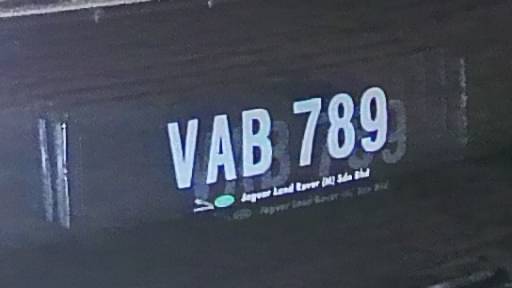 VAB 789
Jaguar Land Rover (M) Sdn Bhd